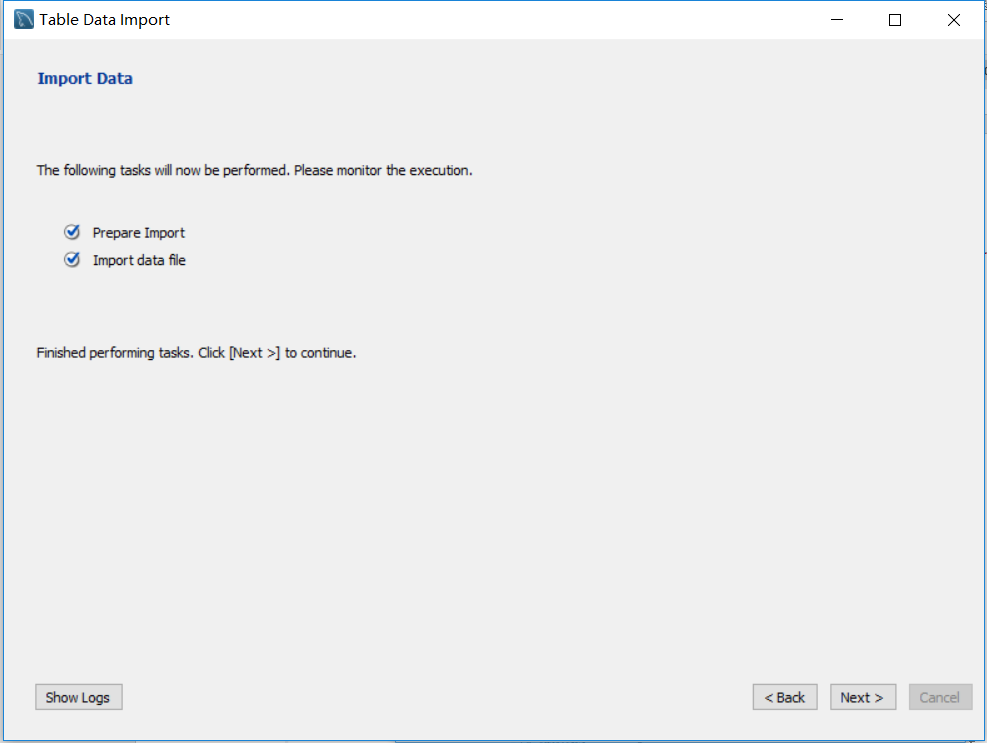 Table Data Import
Import Data
The following tasks will now be performed. Please monitor the execution.
Prepare Import
Import data file
Finished performing tasks. Click [Next >] to continue.
Show Logs
< Back
Next >
Cancel